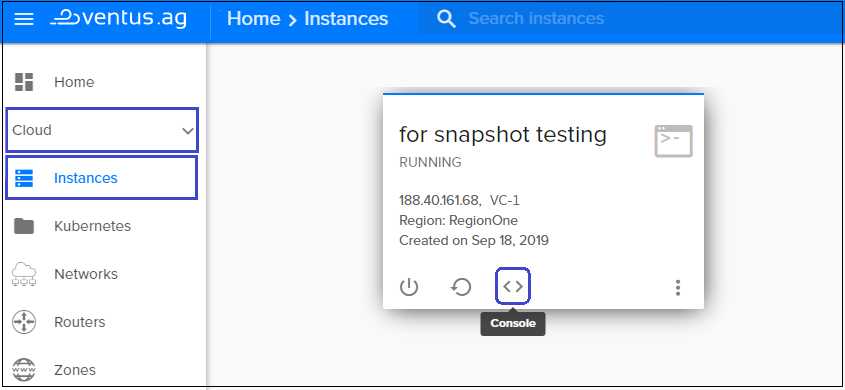 ventus.ag
Home > Instances
Search instances
Home
Cloud
Instances
Kubernetes
Networks
Routers
www
Zones
for snapshot testing
RUNNING
188.40.161.68, VC-1
Region: RegionOne
Created on Sep 18, 2019
Console